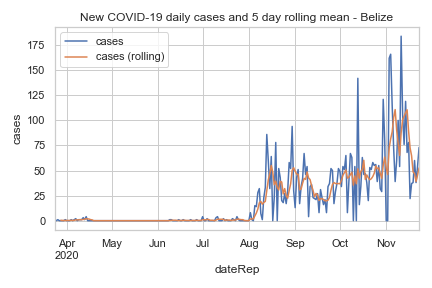 New COVID-19 daily cases and 5 day rolling mean - Belize
cases
cases (rolling)
175
150
125
100
75
50
25
0
cases
Apr
2020
May
Jun
Jul
Aug
Sep
Oct
Nov
dateRep